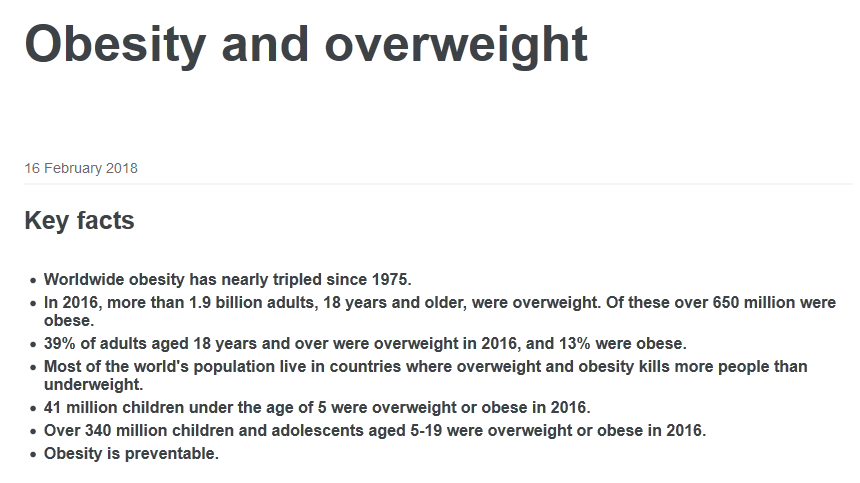 Obesity and overweight
16 February 2018
Key facts
• Worldwide obesity has nearly tripled since 1975.
• In 2016, more than 1.9 billion adults, 18 years and older, were overweight. Of these over 650 million were
obese.
• 39% of adults aged 18 years and over were overweight in 2016, and 13% were obese.
• Most of the world's population live in countries where overweight and obesity kills more people than
underweight.
• 41 million children under the age of 5 were overweight or obese in 2016.
• Over 340 million children and adolescents aged 5-19 were overweight or obese in 2016.
• Obesity is preventable.